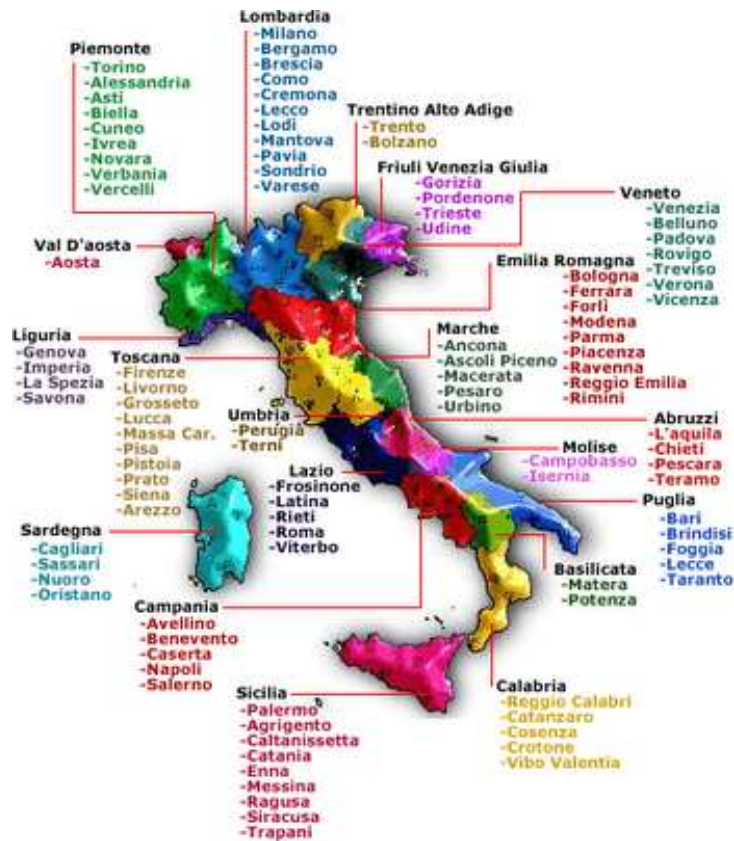 Lombardia
-Milano
-Bergamo
-Brescia
-Como
-Cremona
-Lecco
-Lodi
-Mantova
-Pavia
-Sondrio
-Varese
Piemonte
-Torino
-Alessandria
-Asti
-Biella
-Cuneo
-Ivrea
-Novara
-Verbania
-Vercelli
Trentino Alto Adige
-Trento
-Bolzano
Friuli Venezia Giulia
-Gorizia
-Pordenone
-Trieste
-Udine
Veneto
-Venezia
-Belluno
-Padova
-Rovigo
-Treviso
-Verona
-Vicenza
Val D'aosta
-Aosta
Emilia Romagna
-Bologna
-Ferrara
-Forlì
-Modena
-Parma
-Piacenza
-Ravenna
-Reggio Emilia
-Rimini
Liguria
-Genova
-Imperia
-La Spezia
-Savona
Toscana
-Firenze
-Livorno
-Grosseto
-Lucca
-Massa Car.
-Pisa
-Pistoia
-Prato
-Siena
-Arezzo
Marche
-Ancona
-Ascoli Piceno
-Macerata
-Pesaro
-Urbino
Umbria
-Perugia
-Terni
Abruzzi
-L'aquila
-Chieti
-Pescara
-Teramo
Molise
-Campobasso
-Isernia
Lazio
-Frosinone
-Latina
-Rieti
-Roma
-Viterbo
Puglia
-Bari
-Brindisi
-Foggia
-Lecce
-Taranto
Sardegna
-Cagliari
-Sassari
-Nuoro
-Oristano
Basilicata
-Matera
-Potenza
Campania
-Avellino
-Benevento
-Caserta
-Napoli
-Salerno
Sicilia
-Palermo
-Agrigento
-Caltanissetta
-Catania
-Enna
-Messina
-Ragusa
-Siracusa
-Trapani
Calabria
-Reggio Calabri
-Catanzaro
-Cosenza
-Crotone
-Vibo Valentia